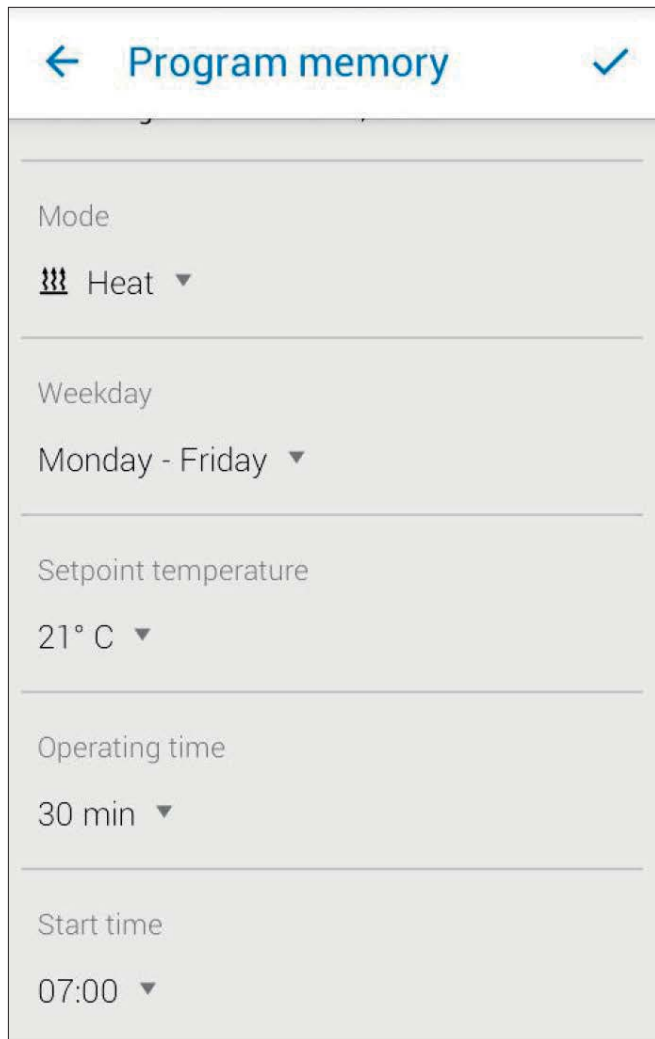 Program memory
Mode
Heat
Weekday
Monday - Friday
Setpoint temperature
21° C
Operating time
30 min
Start time
07:00